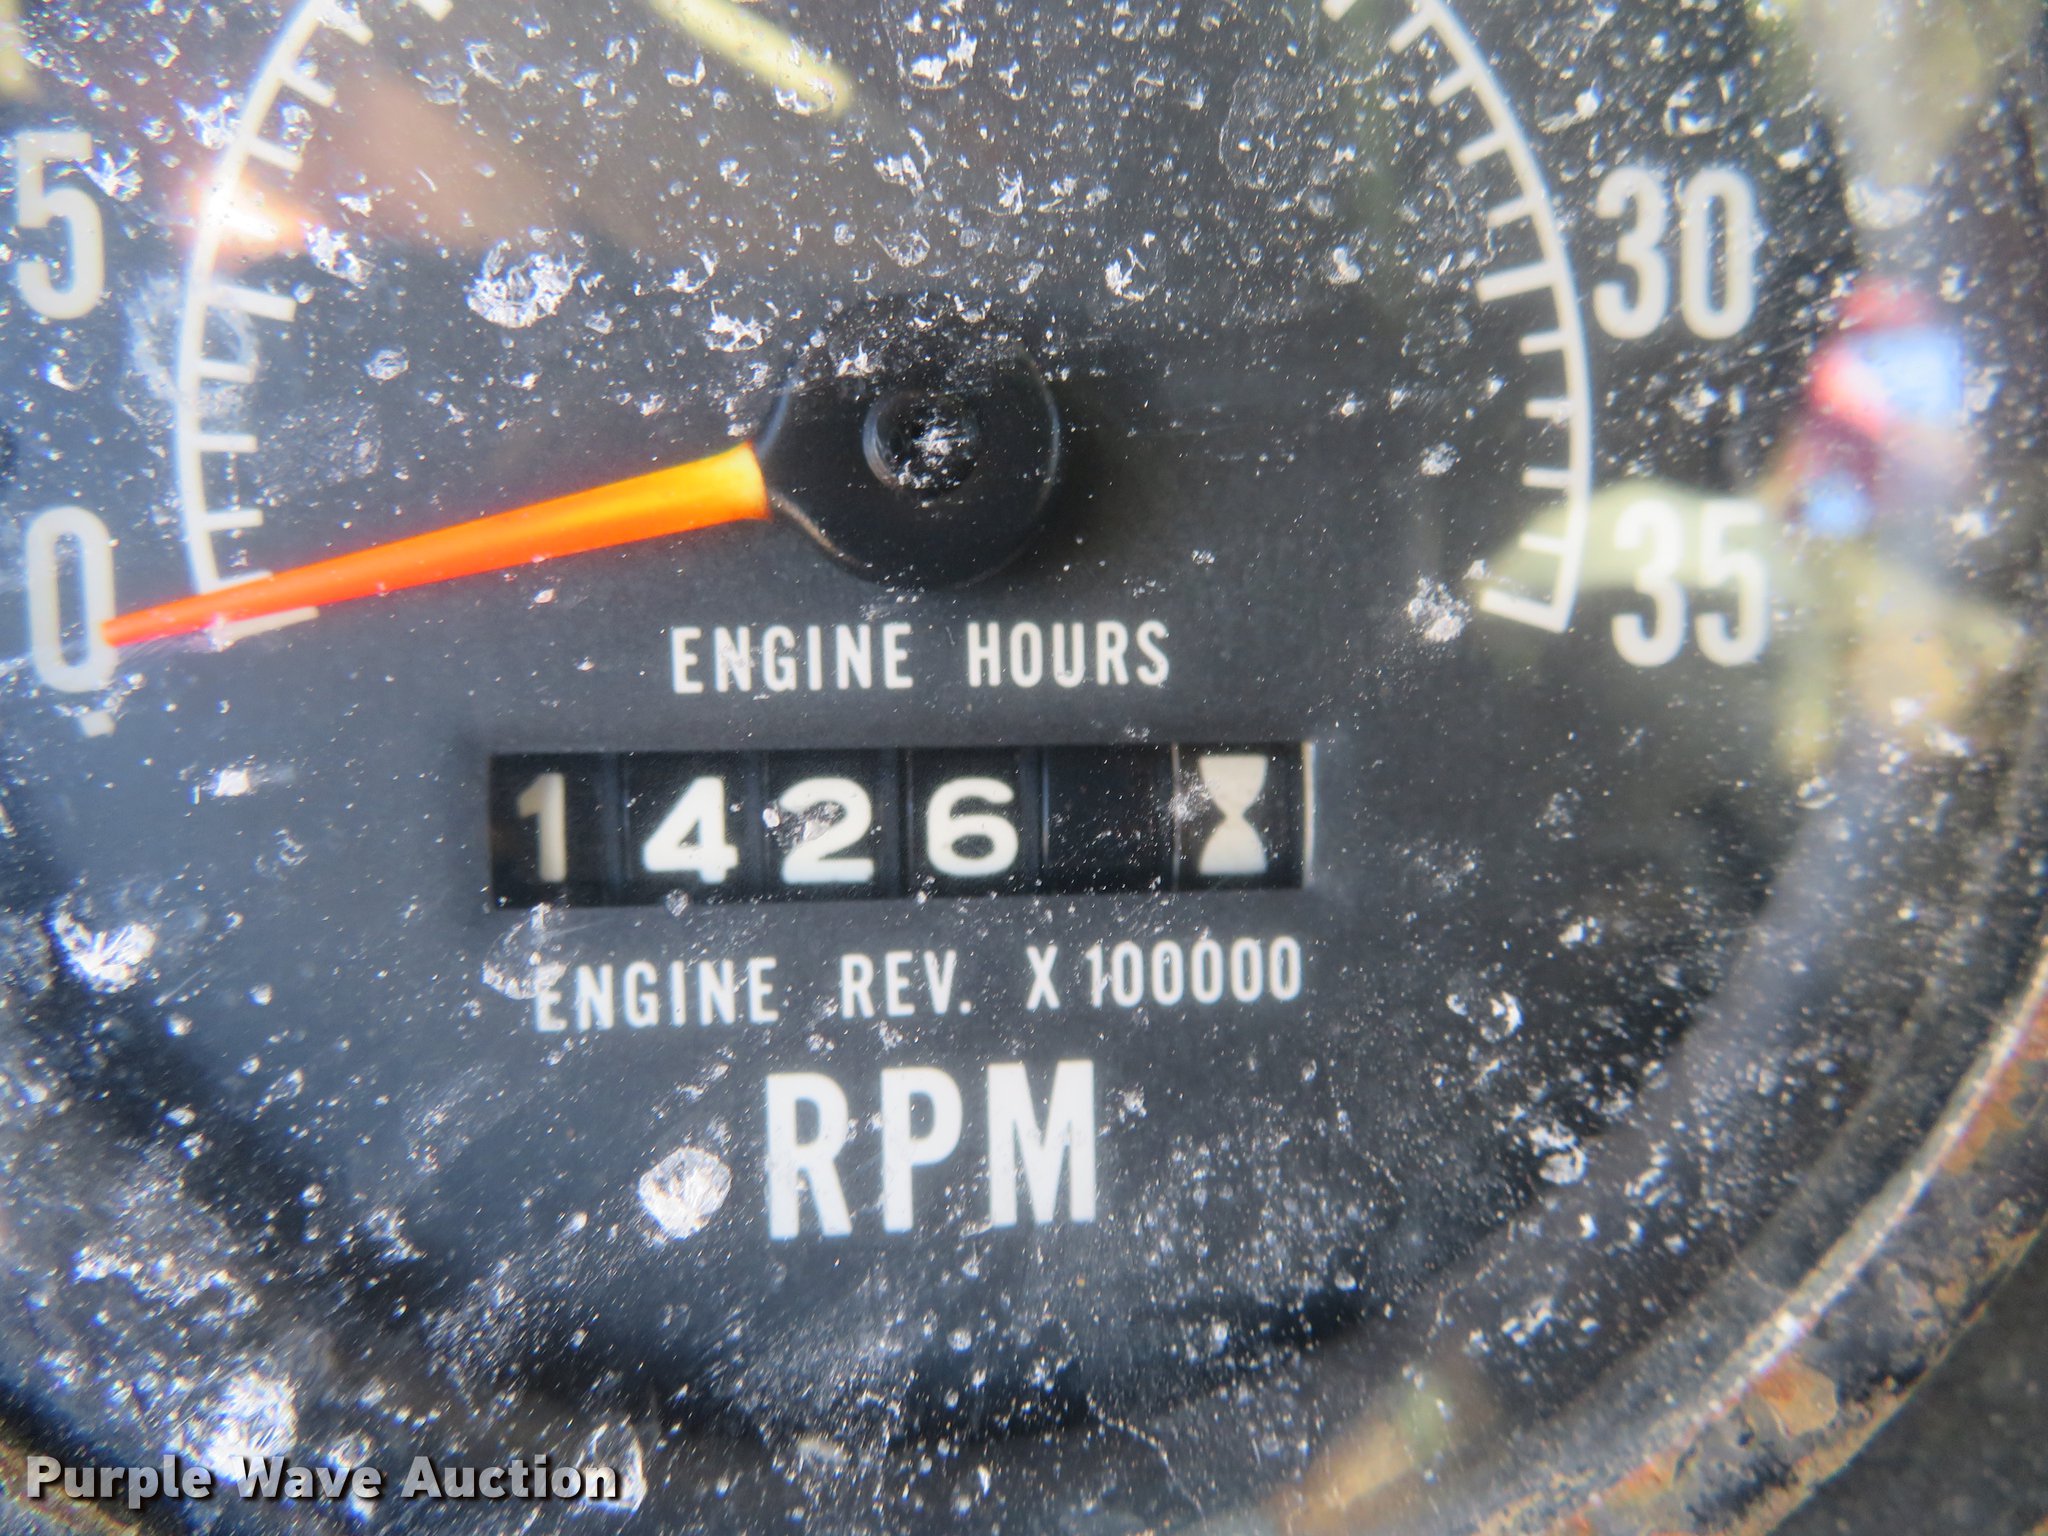 5
30
0
35
ENGINE HOURS
1426
ENGINE REV. X 100000
RPM
Purple Wave Auction